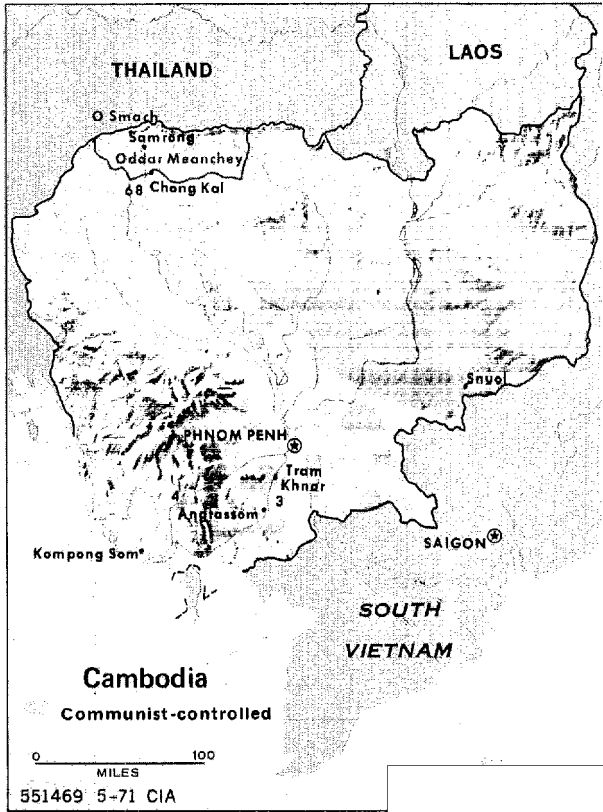 THAILAND
LAOS
O Smach
Samrong
Oddar Meanchey
68 Chong Kal
Snuol
PHNOM PENH
Tram
Khnar
4
3
Angtassom
Kompong Som
SAIGON
SOUTH
VIETNAM
Cambodia
Communist-controlled
0 100
MILES
551469 5-71 CIA